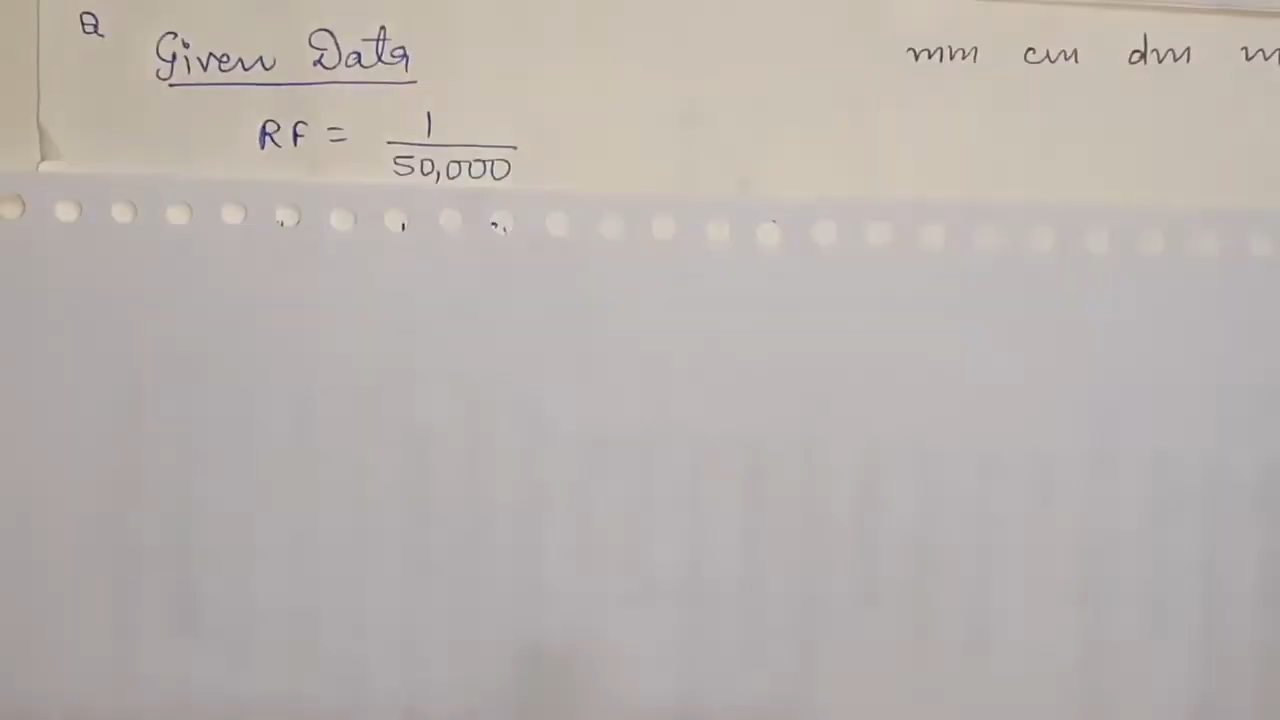 Q
Given Data
mm cm dm
RF = 1/50,000